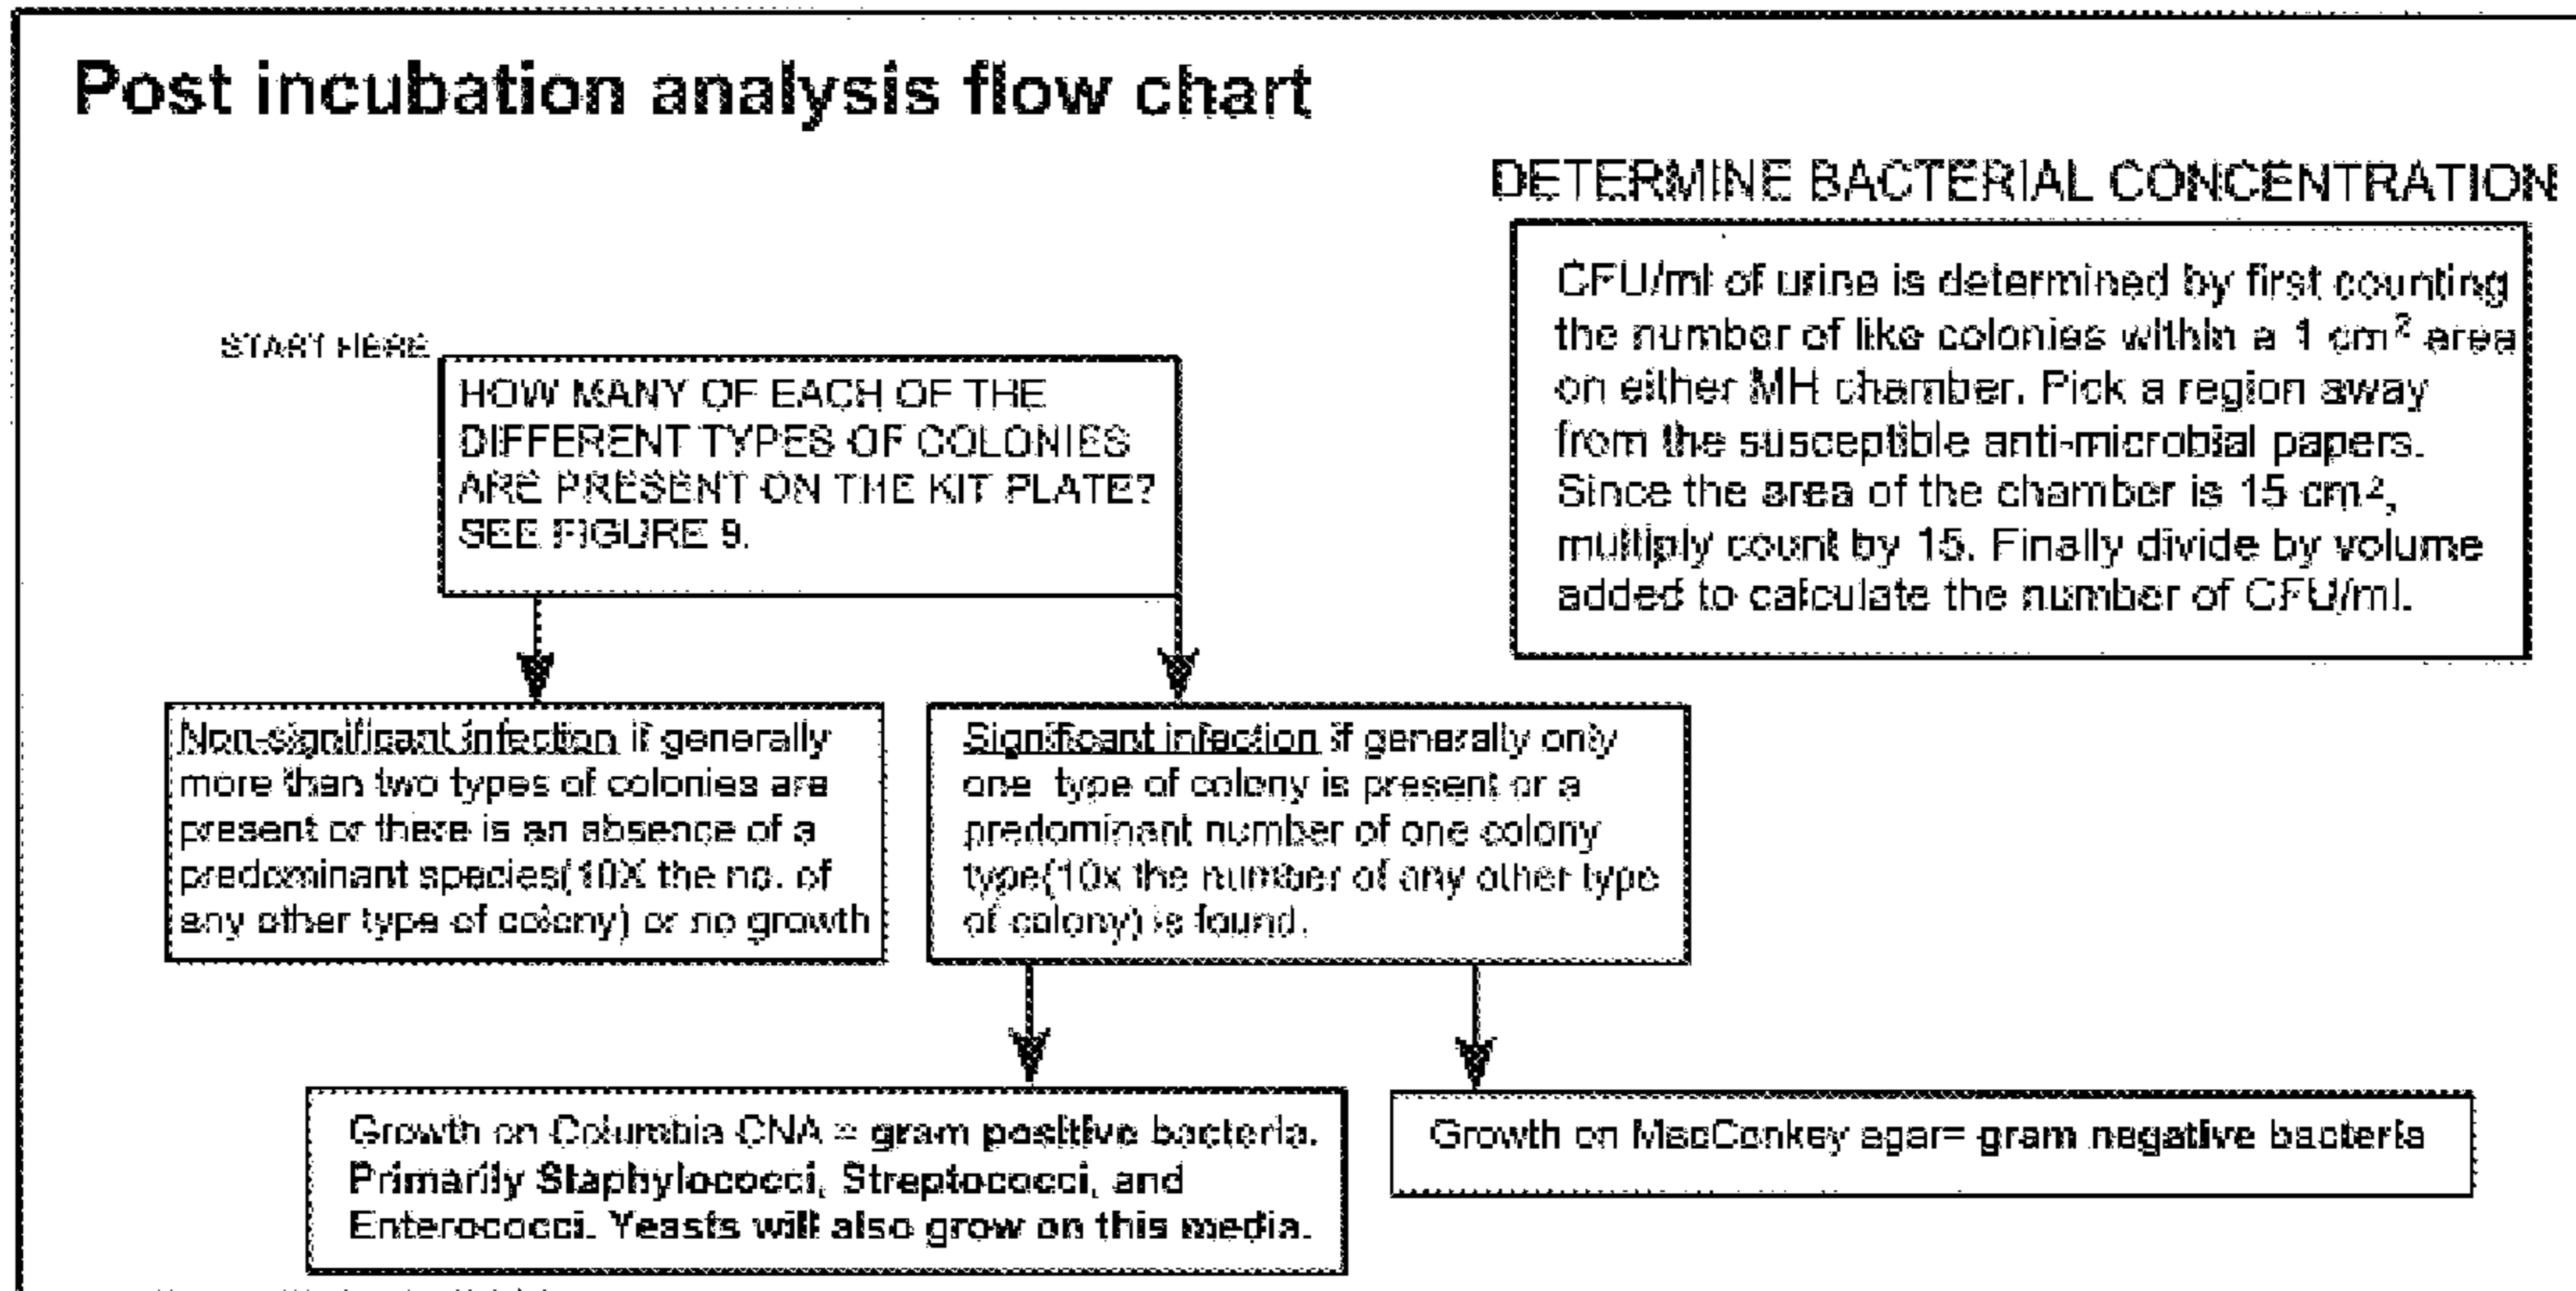 Post incubation analysis flow chart
DETERMINE BACTERIAL CONCENTRATION
CFU/ml of urine is determined by first counting
the number of like colonies within a 1 cm² area
on either MH chamber. Pick a region away
from the susceptible anti-microbial papers.
Since the area of the chamber is 15 cm²,
multiply count by 15. Finally divide by volume
added to calculate the number of CFU/ml.
START HERE
HOW MANY OF EACH OF THE
DIFFERENT TYPES OF COLONIES
ARE PRESENT ON THE KIT PLATE?
SEE FIGURE 9.
Non-significant infection if generally
more than two types of colonies are
present or there is an absence of a
predominant species(10X the no. of
any other type of colony) or no growth
Significant infection if generally only
one type of colony is present or a
predominant number of one colony
type(10x the number of any other type
of colony) is found.
Growth on Columbia CNA = gram positive bacteria.
Primarily Staphylococci, Streptococci, and
Enterococci. Yeasts will also grow on this media.
Growth on MacConkey agar= gram negative bacteria